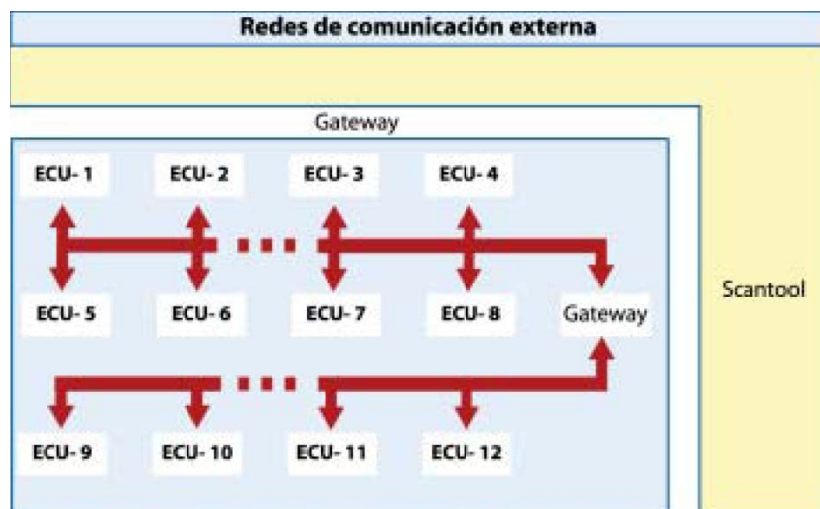 Redes de comunicación externa
Gateway
ECU- 1 ECU- 2 ECU- 3 ECU- 4
ECU- 5 ECU- 6 ECU- 7 ECU- 8 Gateway
Scantool
ECU- 9 ECU- 10 ECU- 11 ECU- 12